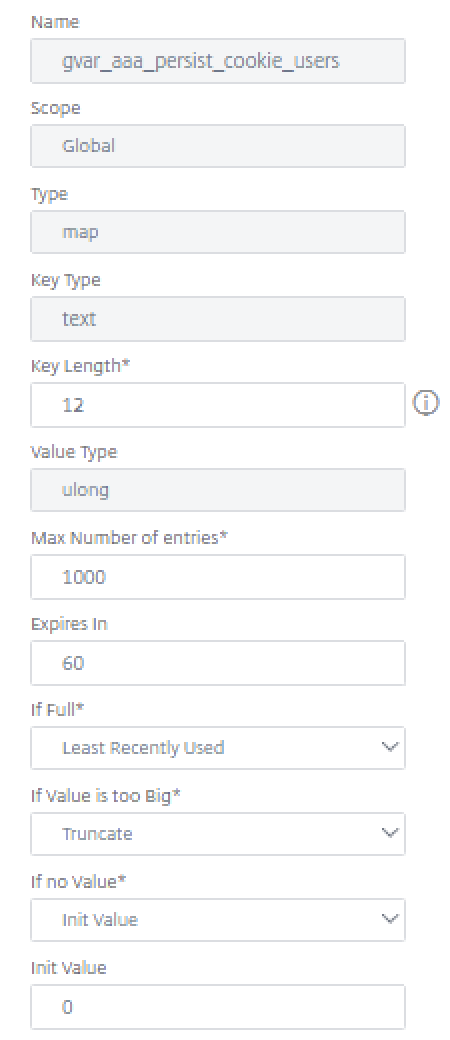 Name
gvar_aaa_persist_cookie_users
Scope
Global
Type
map
Key Type
text
Key Length*
12
Value Type
ulong
Max Number of entries*
1000
Expires In
60
If Full*
Least Recently Used
If Value is too Big*
Truncate
If no Value*
Init Value
Init Value
0